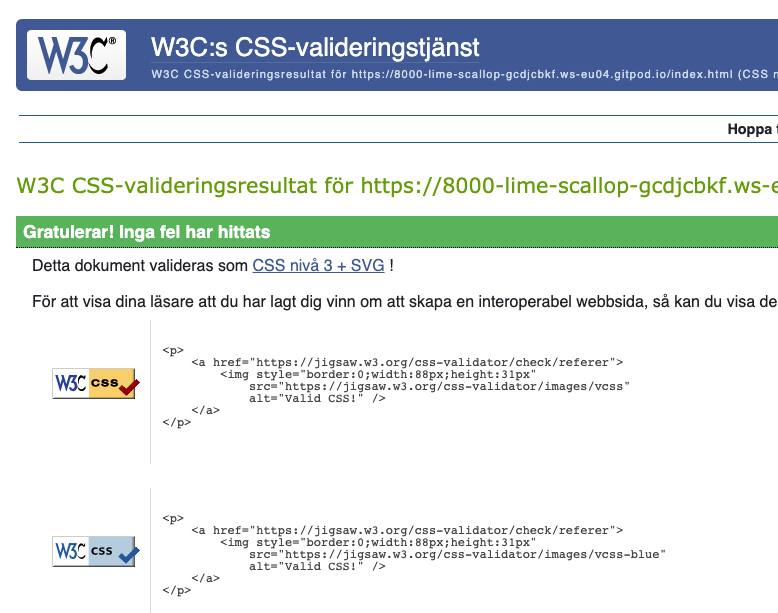 W3C®
W3C:s CSS-valideringstjänst
W3C CSS-valideringsresultat för https://8000-lime-scallop-gcdjcbkf.ws-eu04.gitpod.io/index.html (CSS n
Hoppa t
W3C CSS-valideringsresultat för https://8000-lime-scallop-gcdjcbkf.ws-e
Gratulerar! Inga fel har hittats
Detta dokument valideras som CSS nivå 3 + SVG !
För att visa dina läsare att du har lagt dig vinn om att skapa en interoperabel webbsida, så kan du visa de
W3C css
<p>
<a href="https://jigsaw.w3.org/css-validator/check/referer">
<img style="border:0;width:88px;height:31px"
src="https://jigsaw.w3.org/css-validator/images/vcss"
alt="Valid CSS!" />
</a>
</p>
W3C css
<p>
<a href="https://jigsaw.w3.org/css-validator/check/referer">
<img style="border:0;width:88px;height:31px"
src="https://jigsaw.w3.org/css-validator/images/vcss-blue"
alt="Valid CSS!" />
</a>
</p>